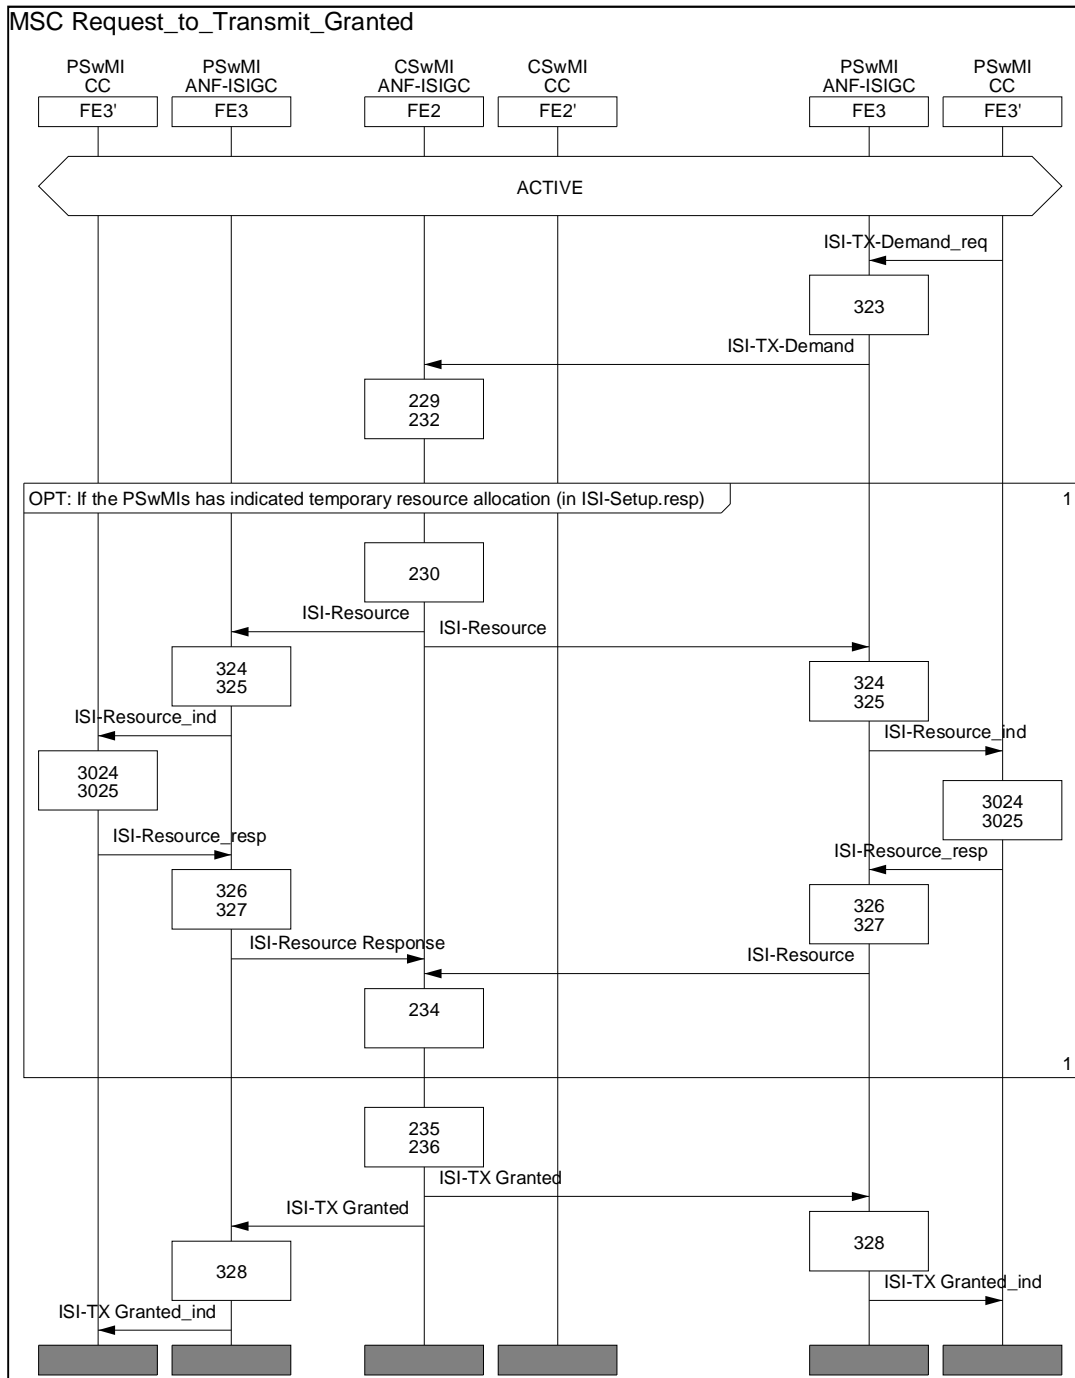 MSC Request_to_Transmit_Granted
PSwMI
CC
FE3'
PSwMI
ANF-ISIGC
FE3
CSwMI
ANF-ISIGC
FE2
CSwMI
CC
FE2'
PSwMI
ANF-ISIGC
FE3
PSwMI
CC
FE3'
ACTIVE
ISI-TX-Demand_req
323
ISI-TX-Demand
229
232
OPT: If the PSwMIs has indicated temporary resource allocation (in ISI-Setup.resp)
1
230
ISI-Resource
ISI-Resource
324
325
324
325
ISI-Resource_ind
ISI-Resource_ind
3024
3025
3024
3025
ISI-Resource_resp
ISI-Resource_resp
326
327
326
327
ISI-Resource Response
ISI-Resource
234
1
235
236
ISI-TX Granted
ISI-TX Granted
328
328
ISI-TX Granted_ind
ISI-TX Granted_ind